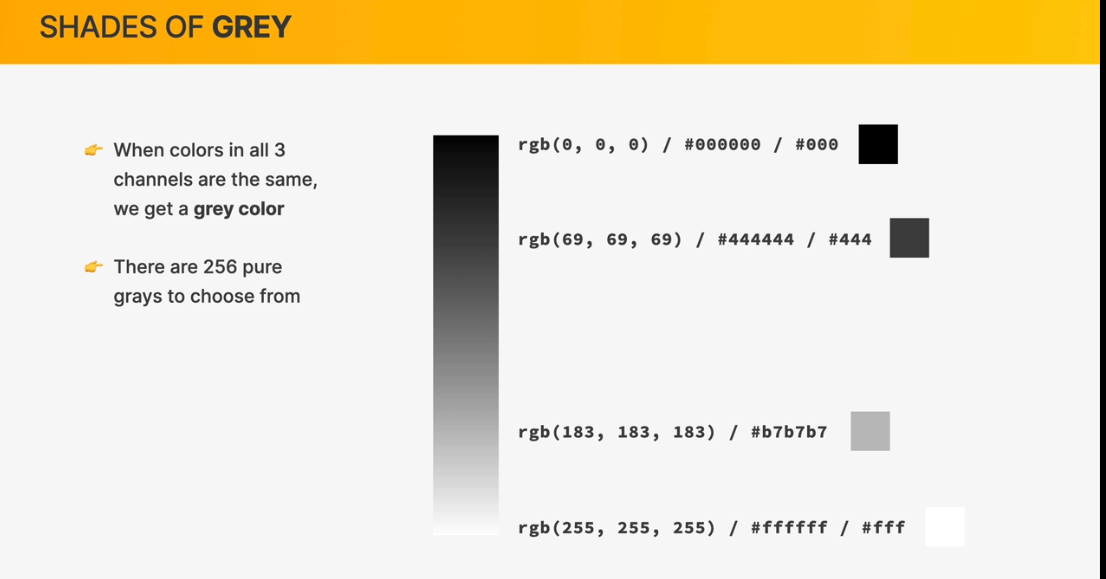 SHADES OF GREY
👉 When colors in all 3
channels are the same,
we get a grey color
👉 There are 256 pure
grays to choose from
rgb(0, 0, 0) / #000000 / #000
rgb(69, 69, 69) / #444444 / #444
rgb(183, 183, 183) / #b7b7b7
rgb(255, 255, 255) / #ffffff / #fff